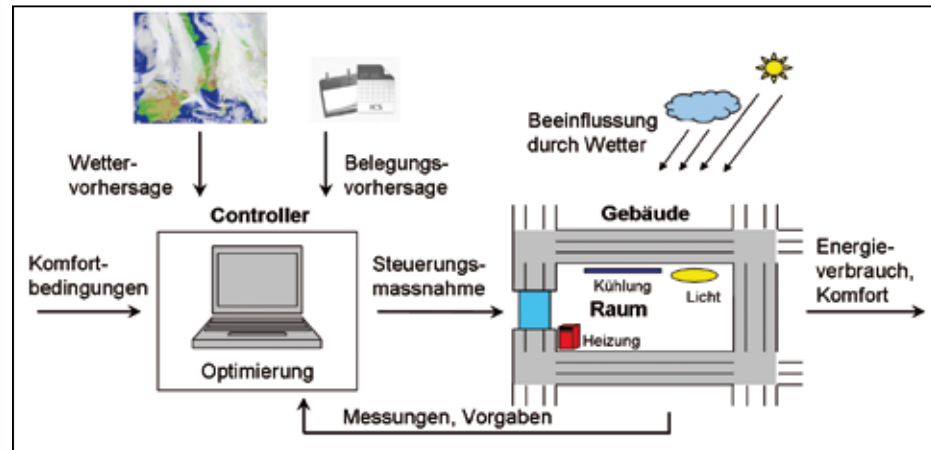 Wetter-
vorhersage
Belegungs-
vorhersage
Beeinflussung
durch Wetter
Controller
Gebäude
Komfort-
bedingungen
Steuerungs-
massnahme
Energie-
verbrauch,
Komfort
Kühlung
Licht
Raum
Heizung
Optimierung
Messungen, Vorgaben